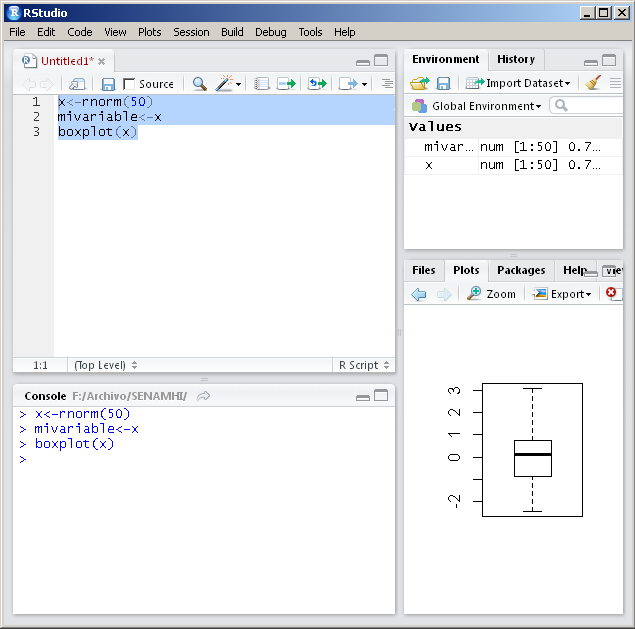 RStudio
File Edit Code View Plots Session Build Debug Tools Help
Untitled1*
Source
1 x<-rnorm(50)
2 mivariable<-x
3 boxplot(x)
1:1 (Top Level) R Script
Console F:/Archivo/SENAMHI/
> x<-rnorm(50)
> mivariable<-x
> boxplot(x)
>
Environment History
Import Dataset
Global Environment
Values
mivar… num [1:50] 0.7…
x num [1:50] 0.7…
Files Plots Packages Help
Zoom Export
3
2
1
0
-2